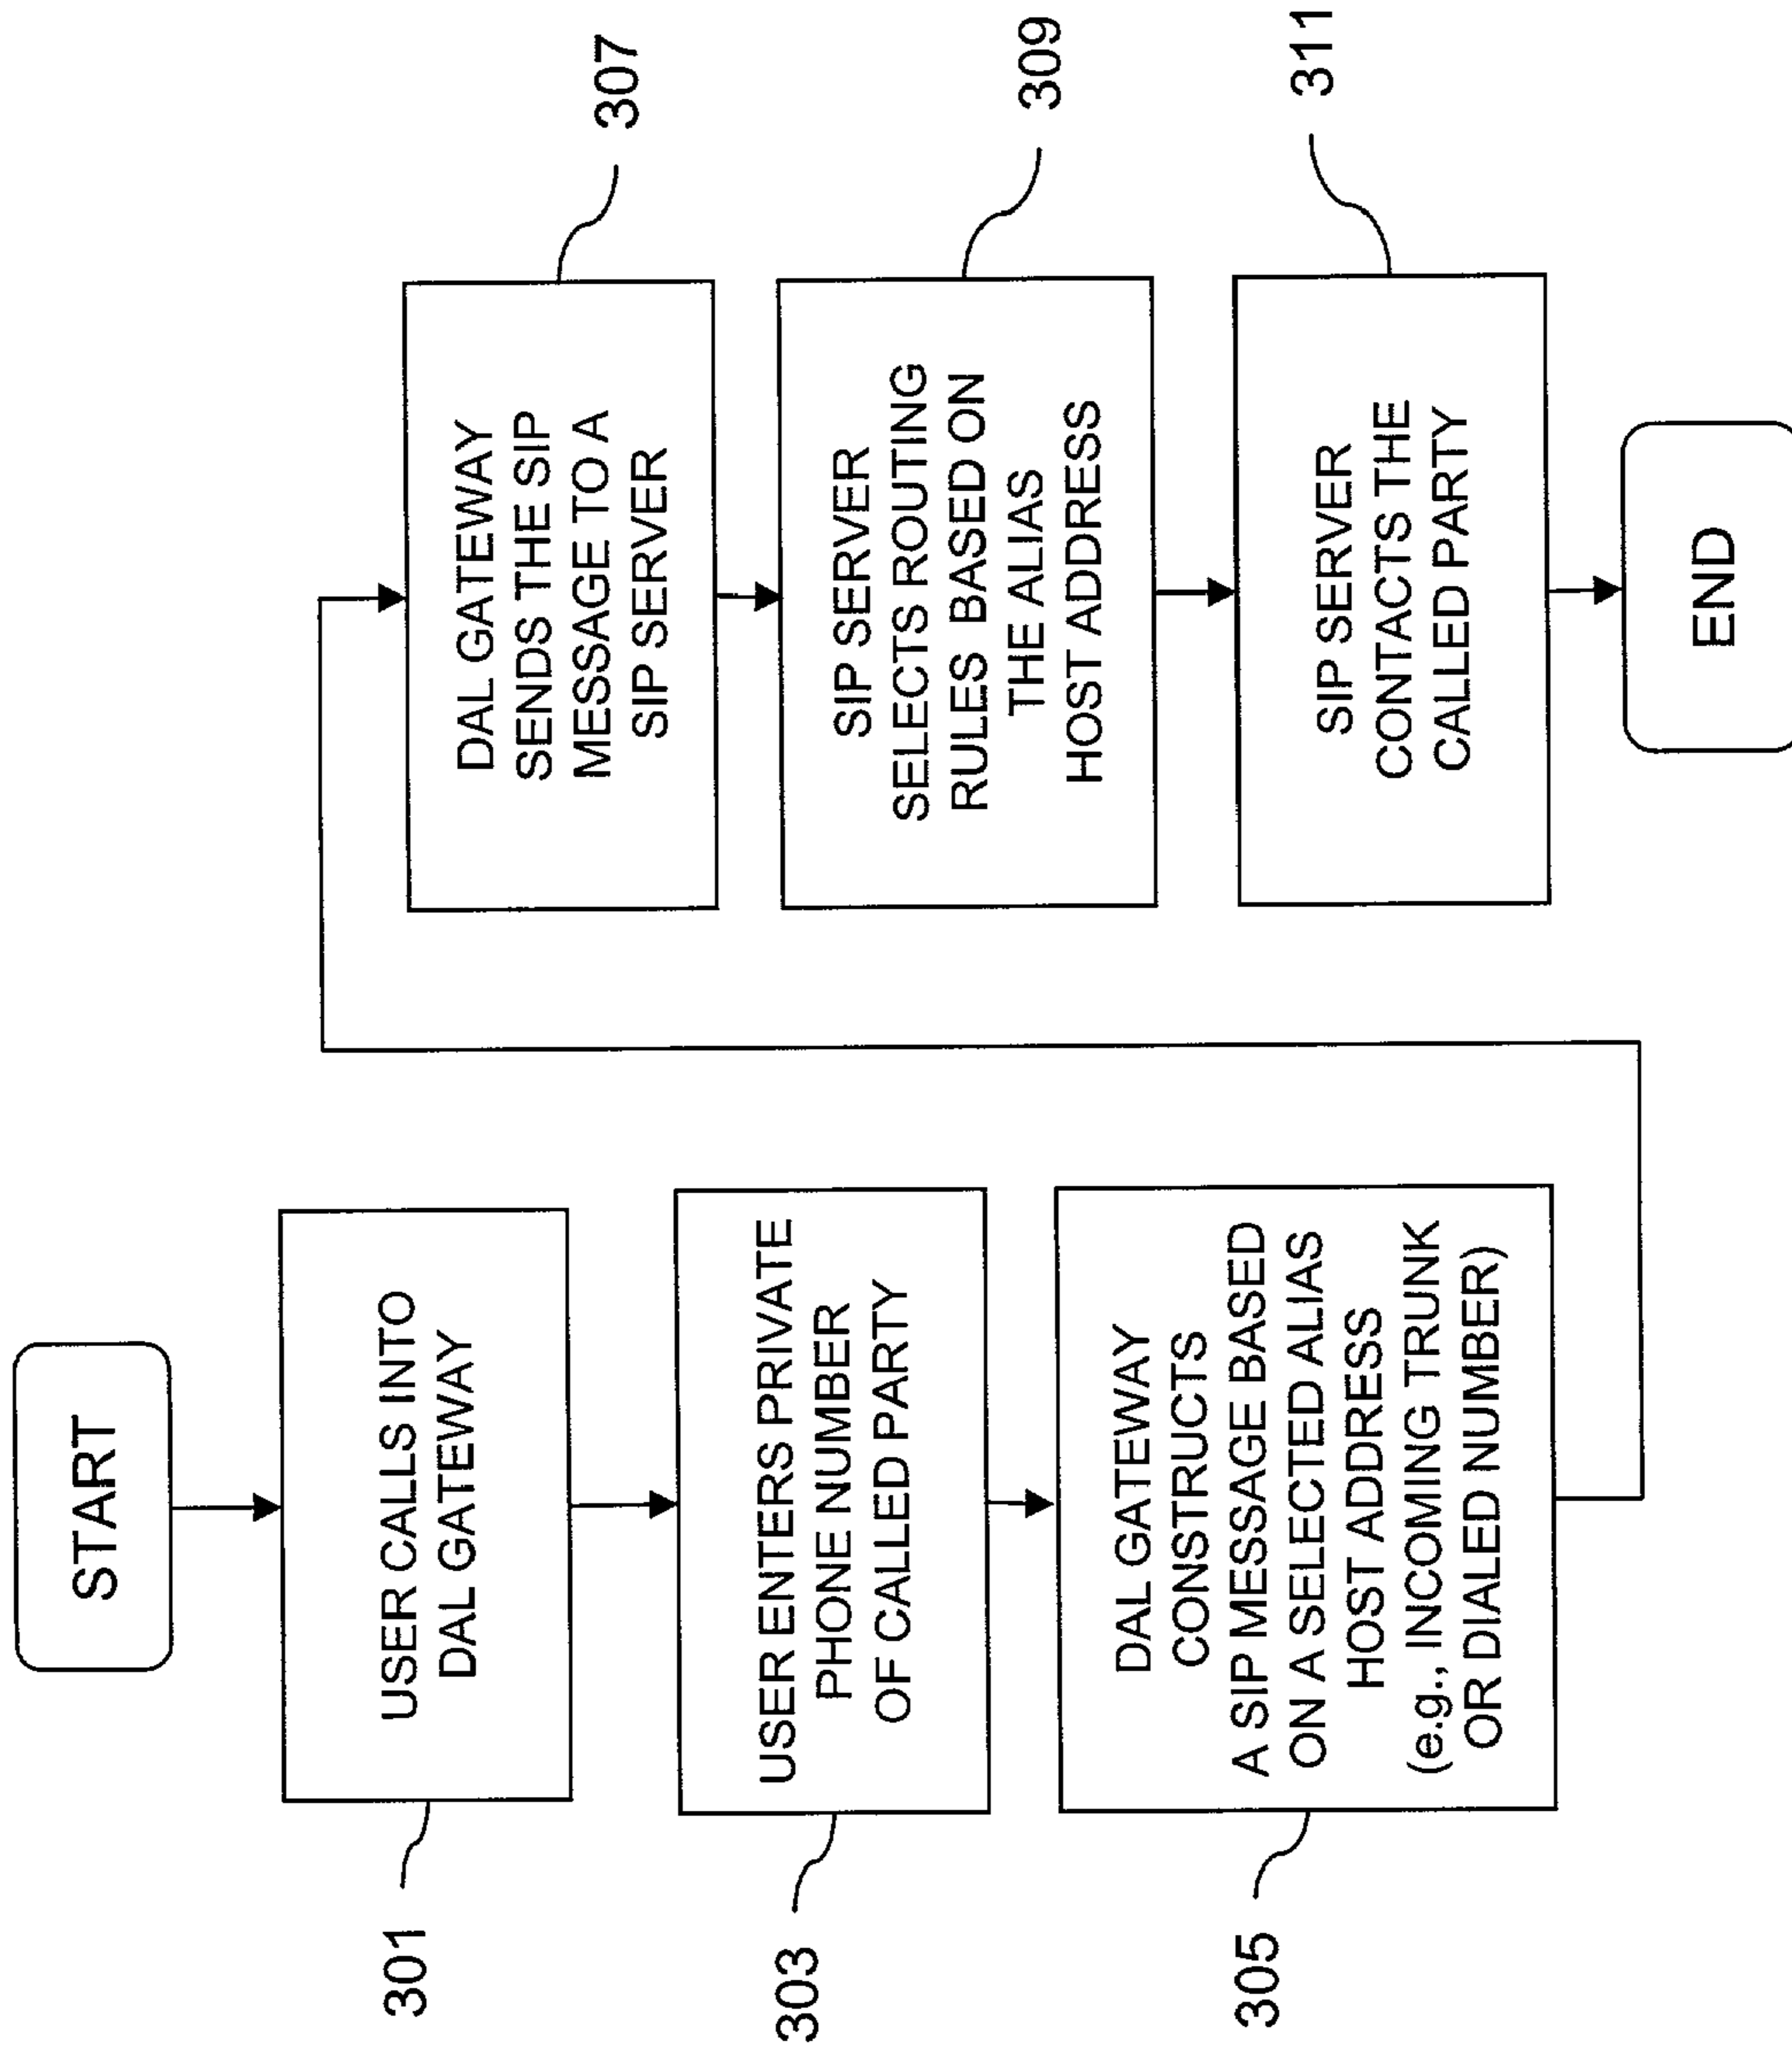 START
USER CALLS INTO
DAL GATEWAY
301
USER ENTERS PRIVATE
PHONE NUMBER
OF CALLED PARTY
303
DAL GATEWAY
CONSTRUCTS
A SIP MESSAGE BASED
ON A SELECTED ALIAS
HOST ADDRESS
(e.g., INCOMING TRUNK
OR DIALED NUMBER)
305
DAL GATEWAY
SENDS THE SIP
MESSAGE TO A
SIP SERVER
307
SIP SERVER
SELECTS ROUTING
RULES BASED ON
THE ALIAS
HOST ADDRESS
309
SIP SERVER
CONTACTS THE
CALLED PARTY
311
END